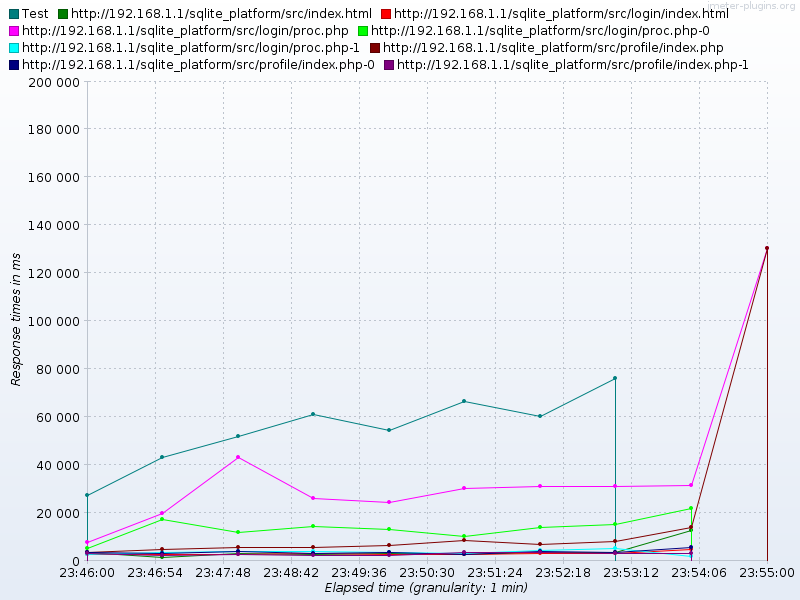 jmeter-plugins.org
Test http://192.168.1.1/sqlite_platform/src/index.html http://192.168.1.1/sqlite_platform/src/login/index.html
http://192.168.1.1/sqlite_platform/src/login/proc.php http://192.168.1.1/sqlite_platform/src/login/proc.php-0
http://192.168.1.1/sqlite_platform/src/login/proc.php-1 http://192.168.1.1/sqlite_platform/src/profile/index.php
http://192.168.1.1/sqlite_platform/src/profile/index.php-0 http://192.168.1.1/sqlite_platform/src/profile/index.php-1
200 000
180 000
160 000
140 000
120 000
100 000
80 000
60 000
40 000
20 000
0
Response times in ms
23:46:00 23:46:54 23:47:48 23:48:42 23:49:36 23:50:30 23:51:24 23:52:18 23:53:12 23:54:06 23:55:00
Elapsed time (granularity: 1 min)